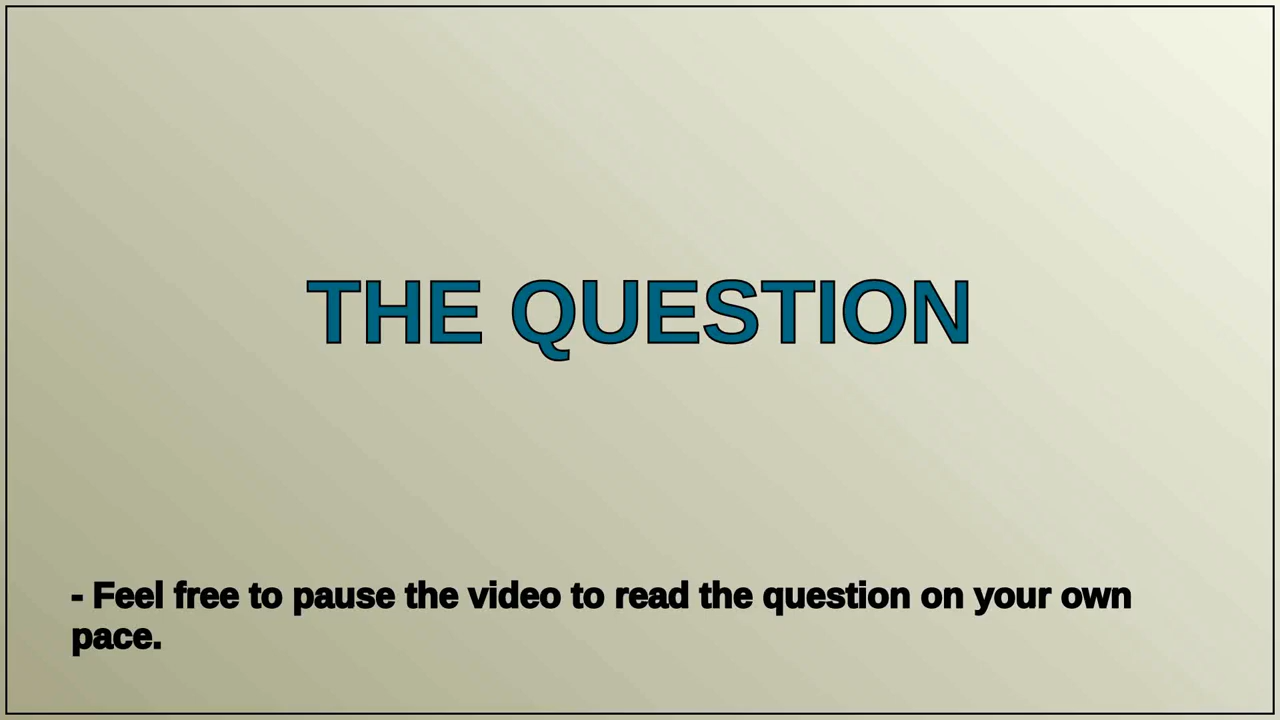 THE QUESTION
- Feel free to pause the video to read the question on your own
pace.